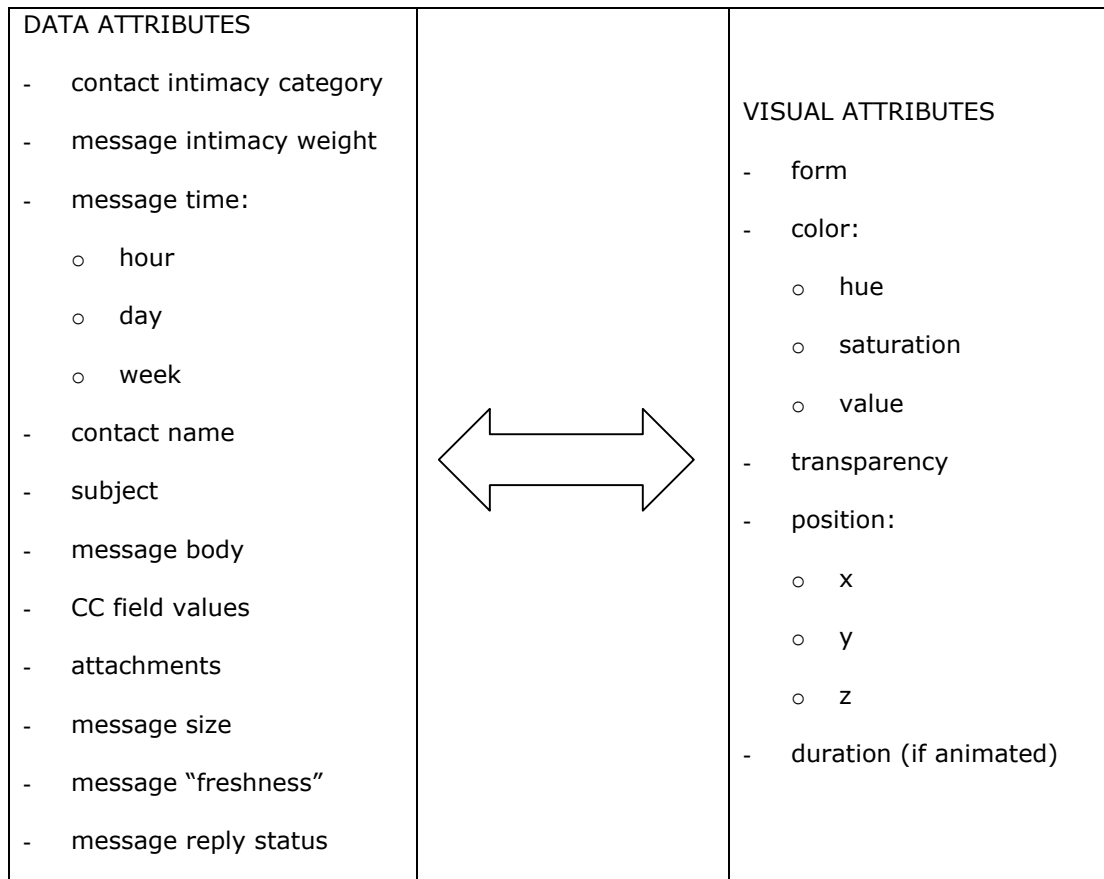 DATA ATTRIBUTES
- contact intimacy category
- message intimacy weight
- message time:
o hour
o day
o week
- contact name
- subject
- message body
- CC field values
- attachments
- message size
- message “freshness”
- message reply status
VISUAL ATTRIBUTES
- form
- color:
o hue
o saturation
o value
- transparency
- position:
o x
o y
o z
- duration (if animated)